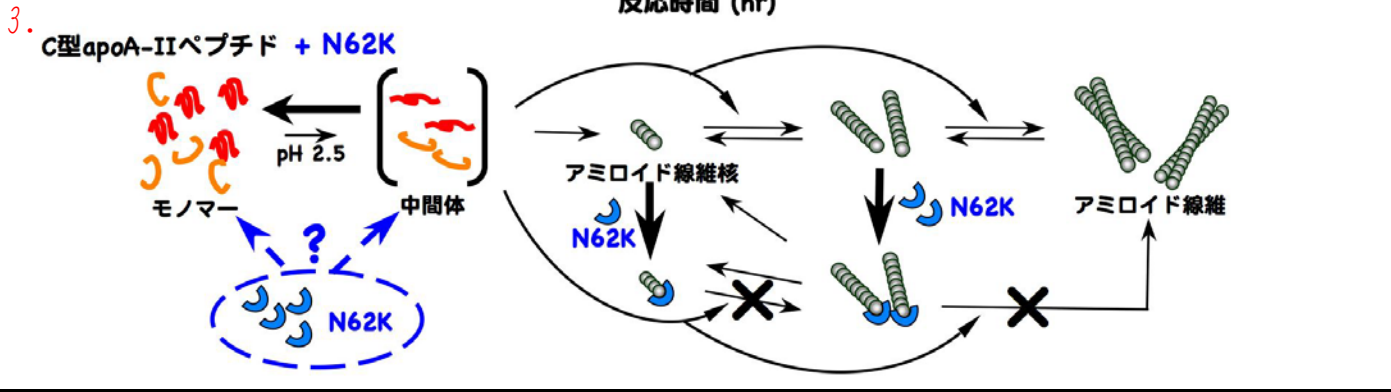 反応時間 (hr)
3.
C型apoA-IIペプチド + N62K
pH 2.5
アミロイド線維核
モノマー
中間体
N62K
アミロイド線維
N62K
?
N62K